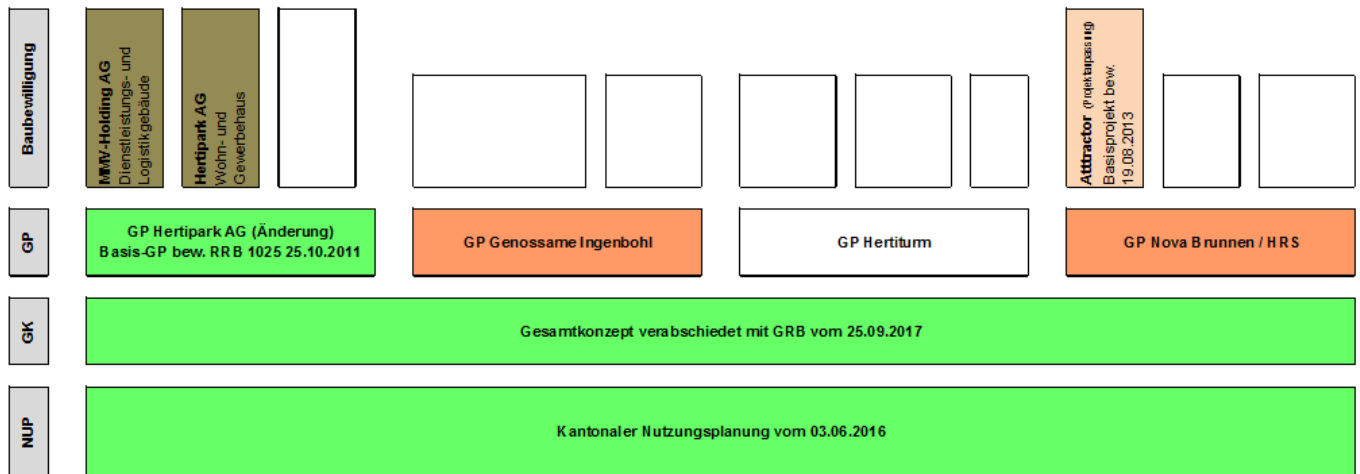 Baubewilligung
MMV-Holding AG
Dienstleistungs- und
Logistikgebäude
Hertipark AG
Wohn- und
Gewerbehaus
Atttractor (Projektanpassung)
Basisprojekt bew.
19.08.2013
GP
GP Hertipark AG (Änderung)
Basis-GP bew. RRB 1025 25.10.2011
GP Genossame Ingenbohl
GP Hertiturm
GP Nova Brunnen / HRS
GK
Gesamtkonzept verabschiedet mit GRB vom 25.09.2017
NUP
Kantonaler Nutzungsplanung vom 03.06.2016